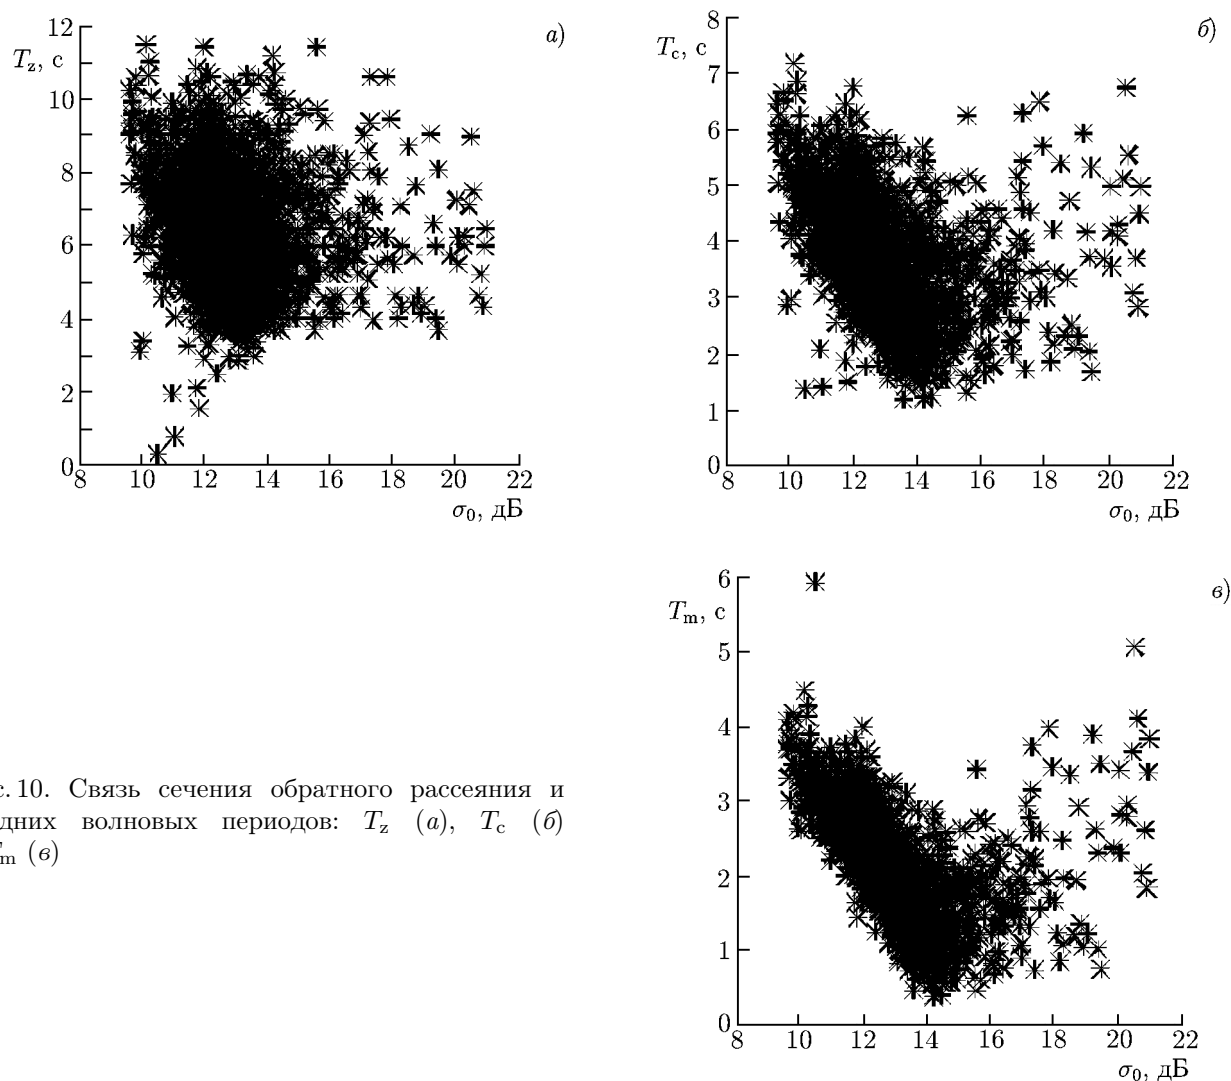 12
T_z, с
а)
10
8
6
4
2
0
8 10 12 14 16 18 20 22
σ_0, дБ
8
T_c, с
б)
7
6
5
4
3
2
1
0
8 10 12 14 16 18 20 22
σ_0, дБ
6
T_m, с
в)
5
4
3
2
1
0
8 10 12 14 16 18 20 22
σ_0, дБ
с. 10. Связь сечения обратного рассеяния и
дних волновых периодов: T_z (а), T_c (б)
T_m (в)